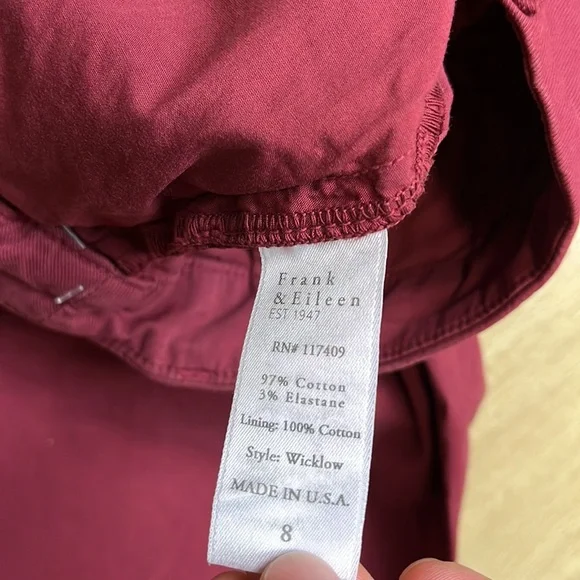 Frank
& Eileen
EST 1947
RN# 117409
97% Cotton
3% Elastane
Lining: 100% Cotton
Style: Wicklow
MADE IN U.S.A.
8